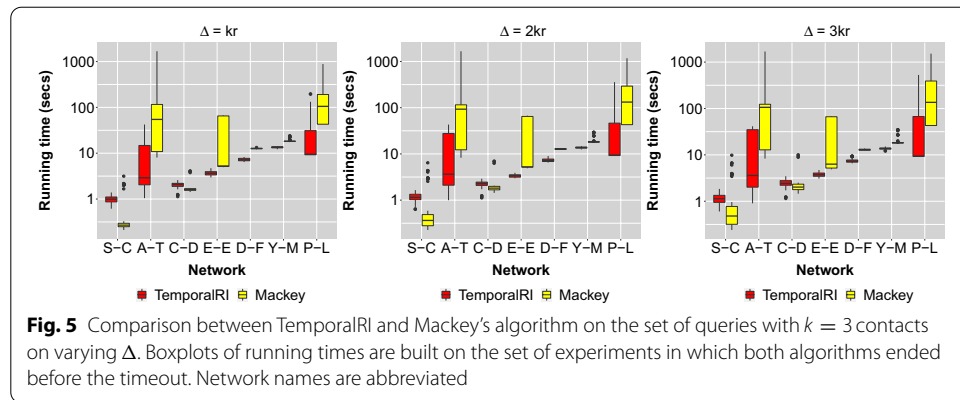 Δ = kr
Δ = 2kr
Δ = 3kr
Running time (secs)
1000
100
10
1
S−C A−T C−D E−E D−F Y−M P−L
Network
TemporalRI Mackey
Running time (secs)
1000
100
10
1
S−C A−T C−D E−E D−F Y−M P−L
Network
TemporalRI Mackey
Running time (secs)
1000
100
10
1
S−C A−T C−D E−E D−F Y−M P−L
Network
TemporalRI Mackey
Fig. 5 Comparison between TemporalRI and Mackey's algorithm on the set of queries with k = 3 contacts
on varying Δ. Boxplots of running times are built on the set of experiments in which both algorithms ended
before the timeout. Network names are abbreviated